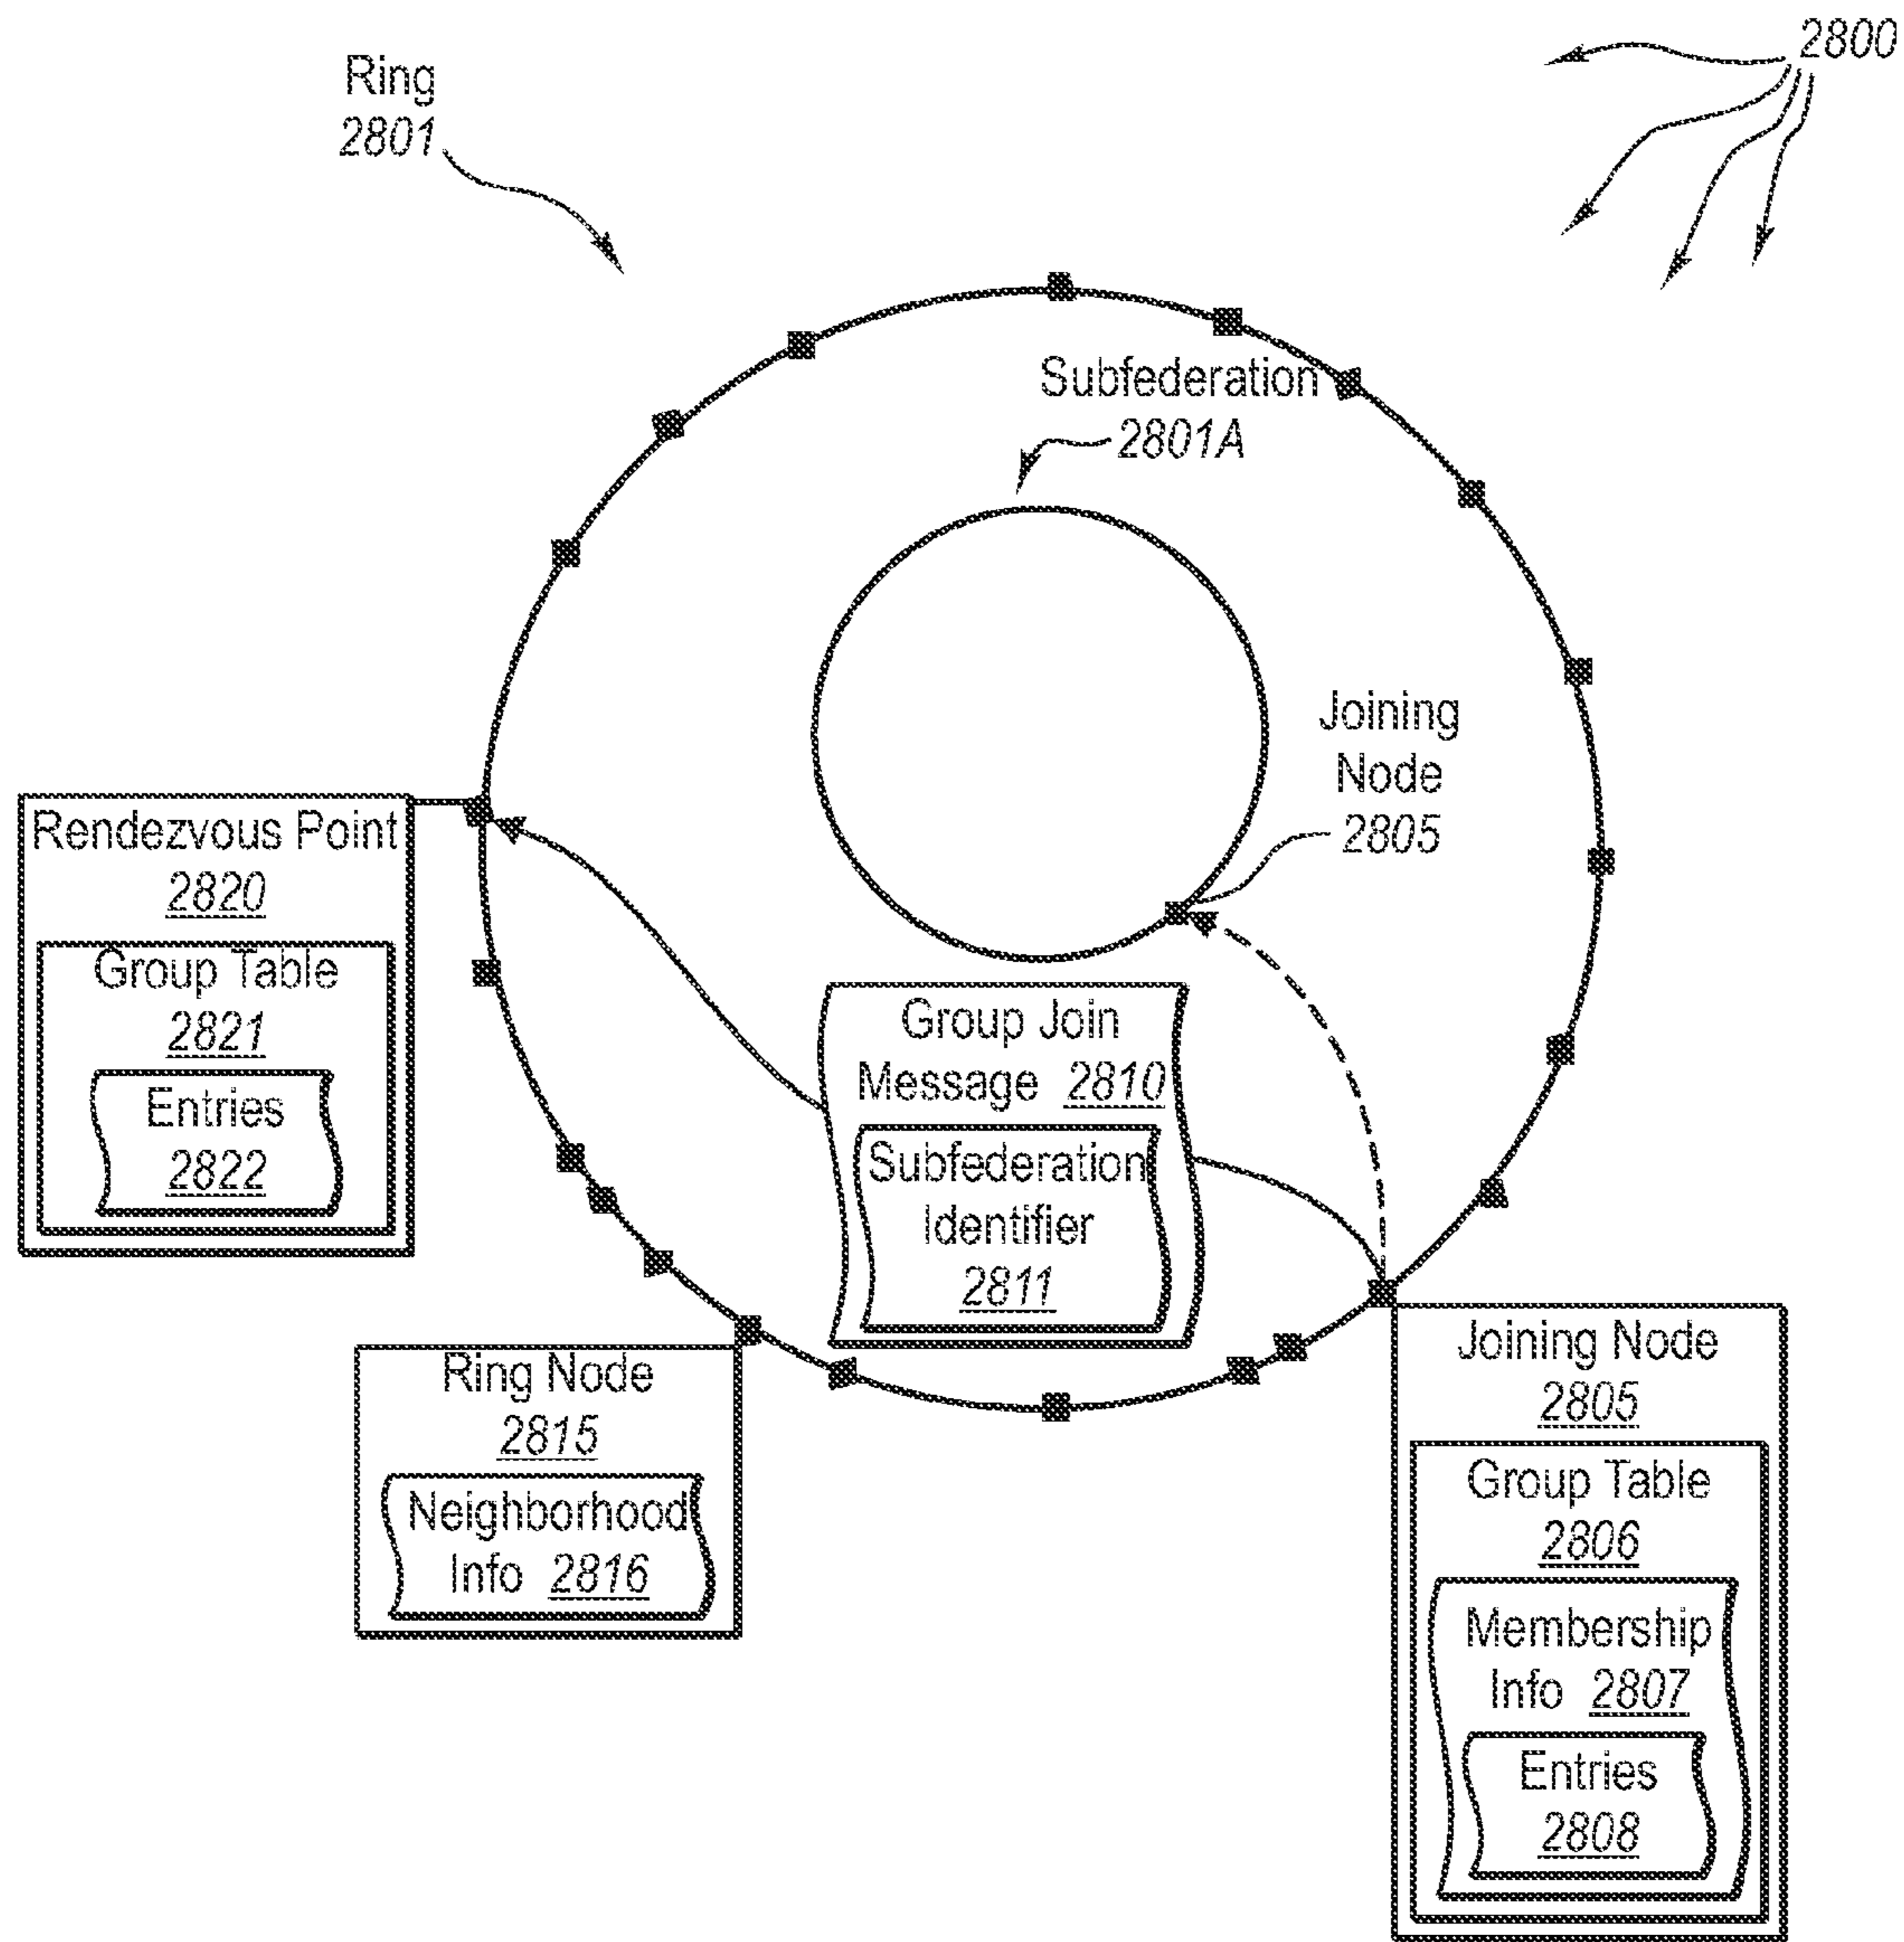 2800
Ring
2801
Subfederation
2801A
Joining
Node
2805
Rendezvous Point
2820
Group Table
2821
Entries
2822
Group Join
Message 2810
Subfederation
Identifier
2811
Ring Node
2815
Neighborhood
Info 2816
Joining Node
2805
Group Table
2806
Membership
Info 2807
Entries
2808